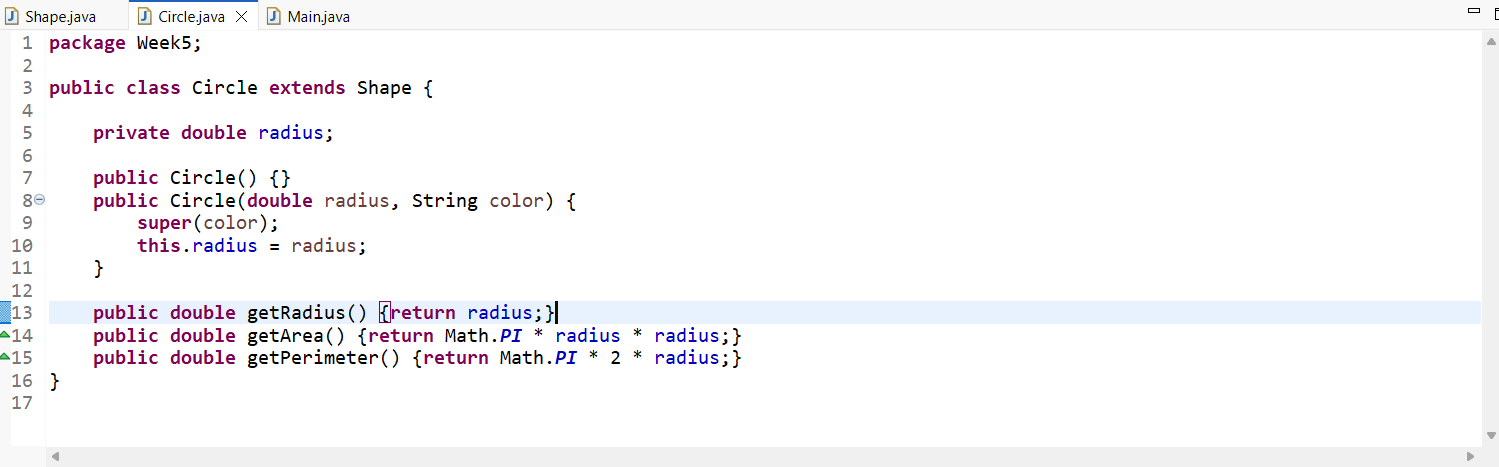 Shape.java Circle.java Main.java
1 package Week5;
2
3 public class Circle extends Shape {
4
5     private double radius;
6
7     public Circle() {}
8     public Circle(double radius, String color) {
9         super(color);
10         this.radius = radius;
11     }
12
13     public double getRadius() {return radius;}
14     public double getArea() {return Math.PI * radius * radius;}
15     public double getPerimeter() {return Math.PI * 2 * radius;}
16 }
17